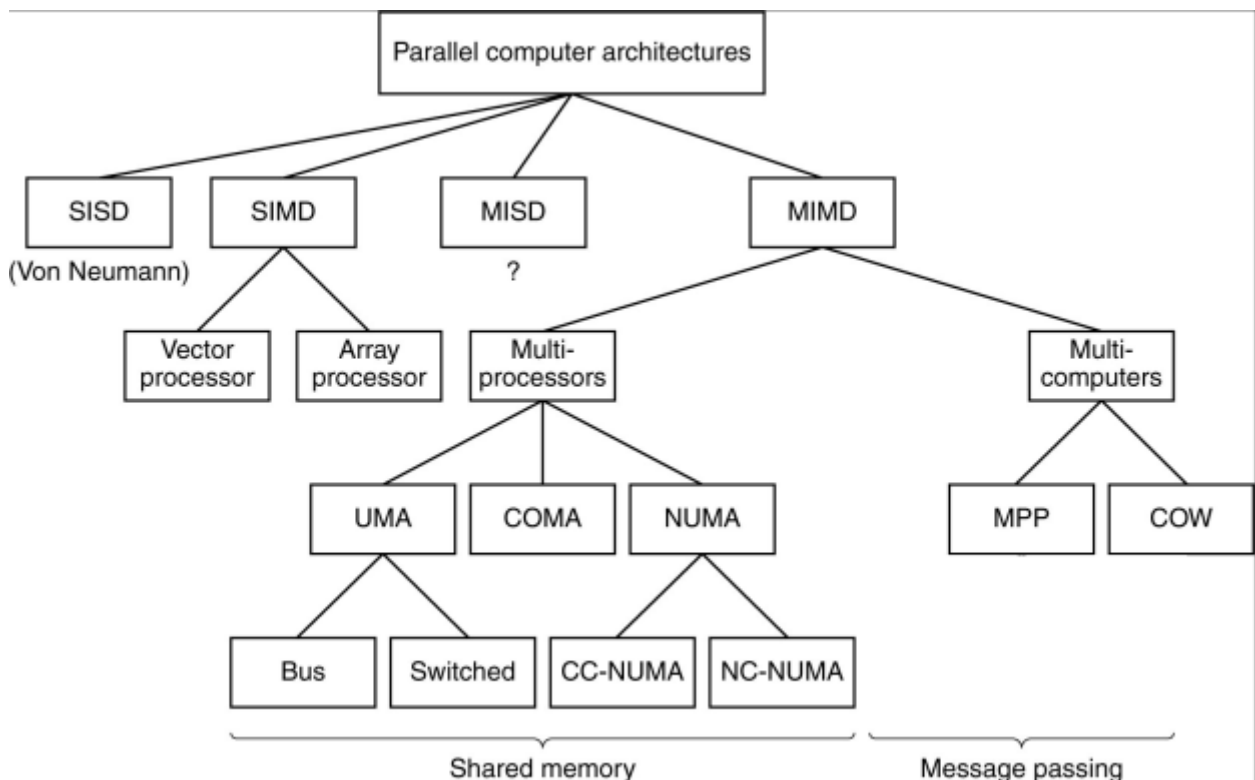 Parallel computer architectures
SISD
SIMD
MISD
MIMD
(Von Neumann)
?
Vector
processor
Array
processor
Multi-
processors
Multi-
computers
UMA
COMA
NUMA
MPP
COW
Bus
Switched
CC-NUMA
NC-NUMA
Shared memory
Message passing